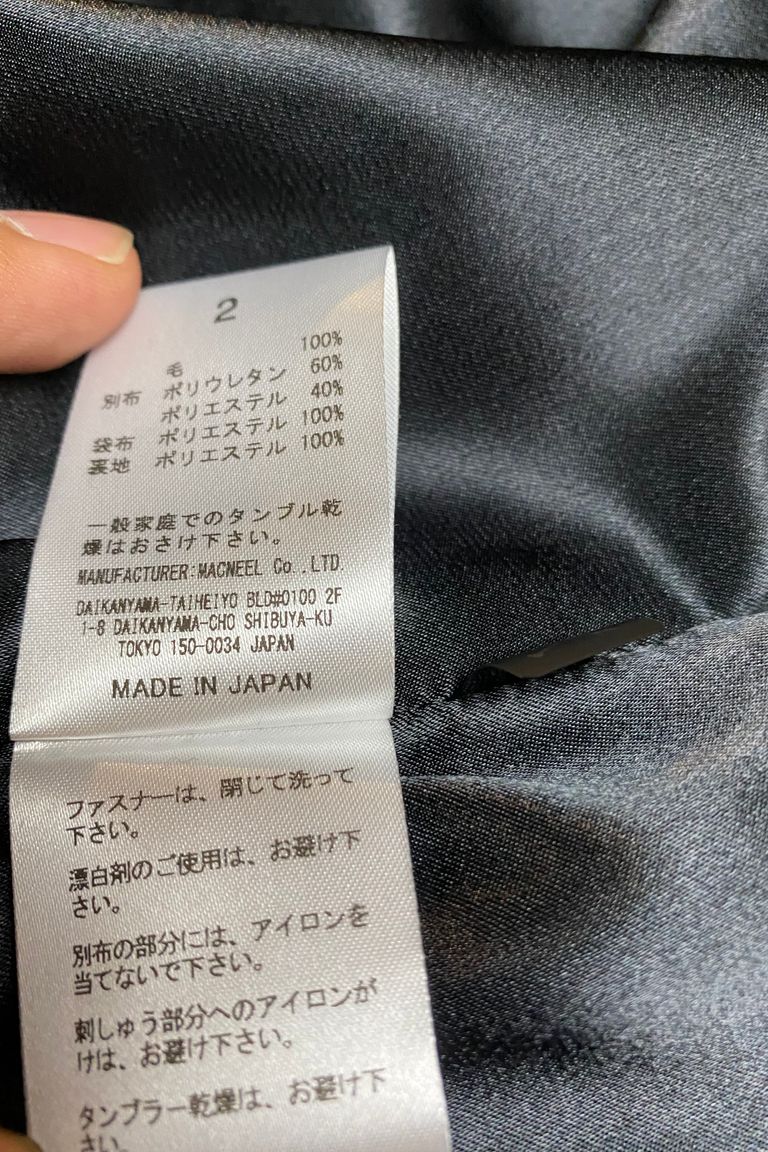 2
毛 100%
別布 ポリウレタン 60%
ポリエステル 40%
袋布 ポリエステル 100%
裏地 ポリエステル 100%
一般家庭でのタンブル乾
燥はおさけ下さい。
MANUFACTURER:MACNEEL Co.,LTD.
DAIKANYAMA-TAIHEIYO BLD#0100 2F
1-8 DAIKANYAMA-CHO SHIBUYA-KU
TOKYO 150-0034 JAPAN
MADE IN JAPAN
ファスナーは、閉じて洗って
下さい。
漂白剤のご使用は、お避け下
さい。
別布の部分には、アイロンを
当てないで下さい。
刺しゅう部分へのアイロンが
けは、お避け下さい。
タンブラー乾燥は、お避け下
さい。